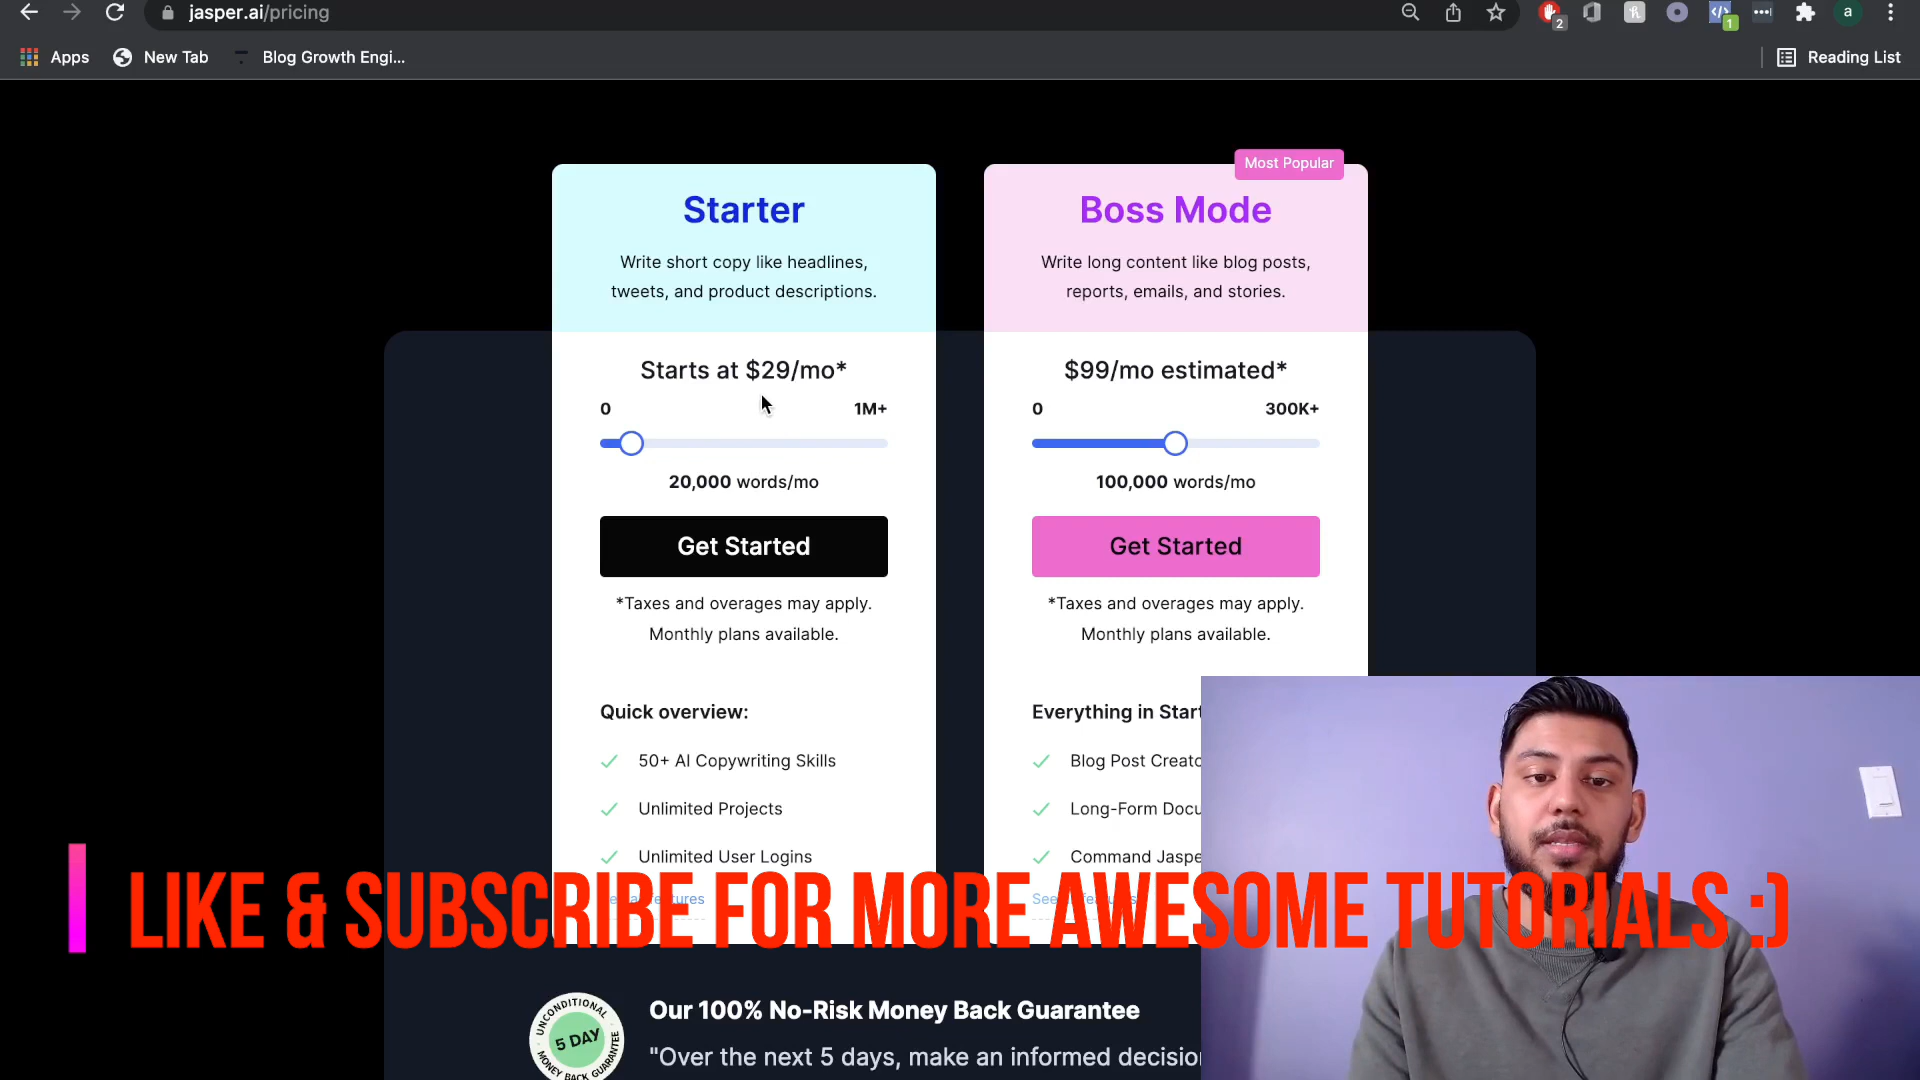 jasper.ai/pricing
2
1
a
Apps
New Tab
Blog Growth Engi...
Reading List
Most Popular
Starter
Write short copy like headlines,
tweets, and product descriptions.
Starts at $29/mo*
0
1M+
20,000 words/mo
Get Started
*Taxes and overages may apply.
Monthly plans available.
Quick overview:
50+ AI Copywriting Skills
Unlimited Projects
Unlimited User Logins
Boss Mode
Write long content like blog posts,
reports, emails, and stories.
$99/mo estimated*
0
300K+
100,000 words/mo
Get Started
*Taxes and overages may apply.
Monthly plans available.
Everything in Start
Blog Post Creato
Long-Form Docu
Command Jaspe
LIKE & SUBSCRIBE FOR MORE AWESOME TUTORIALS :)
UNCONDITIONAL
5 DAY
MONEY BACK GUARANTEE
Our 100% No-Risk Money Back Guarantee
"Over the next 5 days, make an informed decision